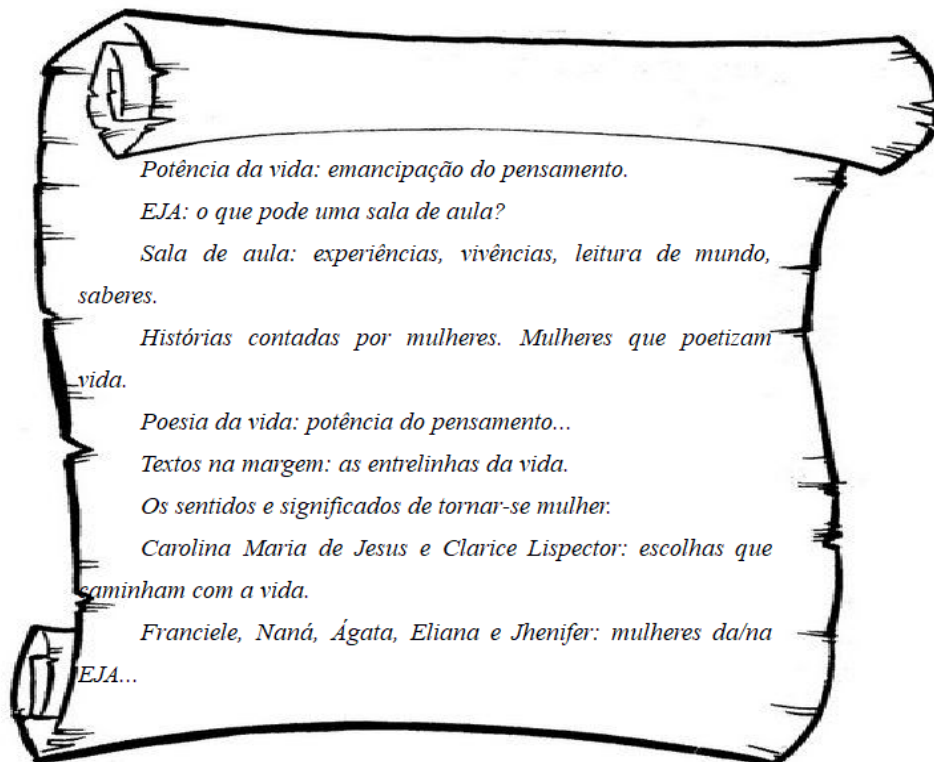 Potência da vida: emancipação do pensamento.
EJA: o que pode uma sala de aula?
Sala de aula: experiências, vivências, leitura de mundo,
saberes.
Histórias contadas por mulheres. Mulheres que poetizam
vida.
Poesia da vida: potência do pensamento...
Textos na margem: as entrelinhas da vida.
Os sentidos e significados de tornar-se mulher.
Carolina Maria de Jesus e Clarice Lispector: escolhas que
caminham com a vida.
Franciele, Naná, Ágata, Eliana e Jhenifer: mulheres da/na
EJA...